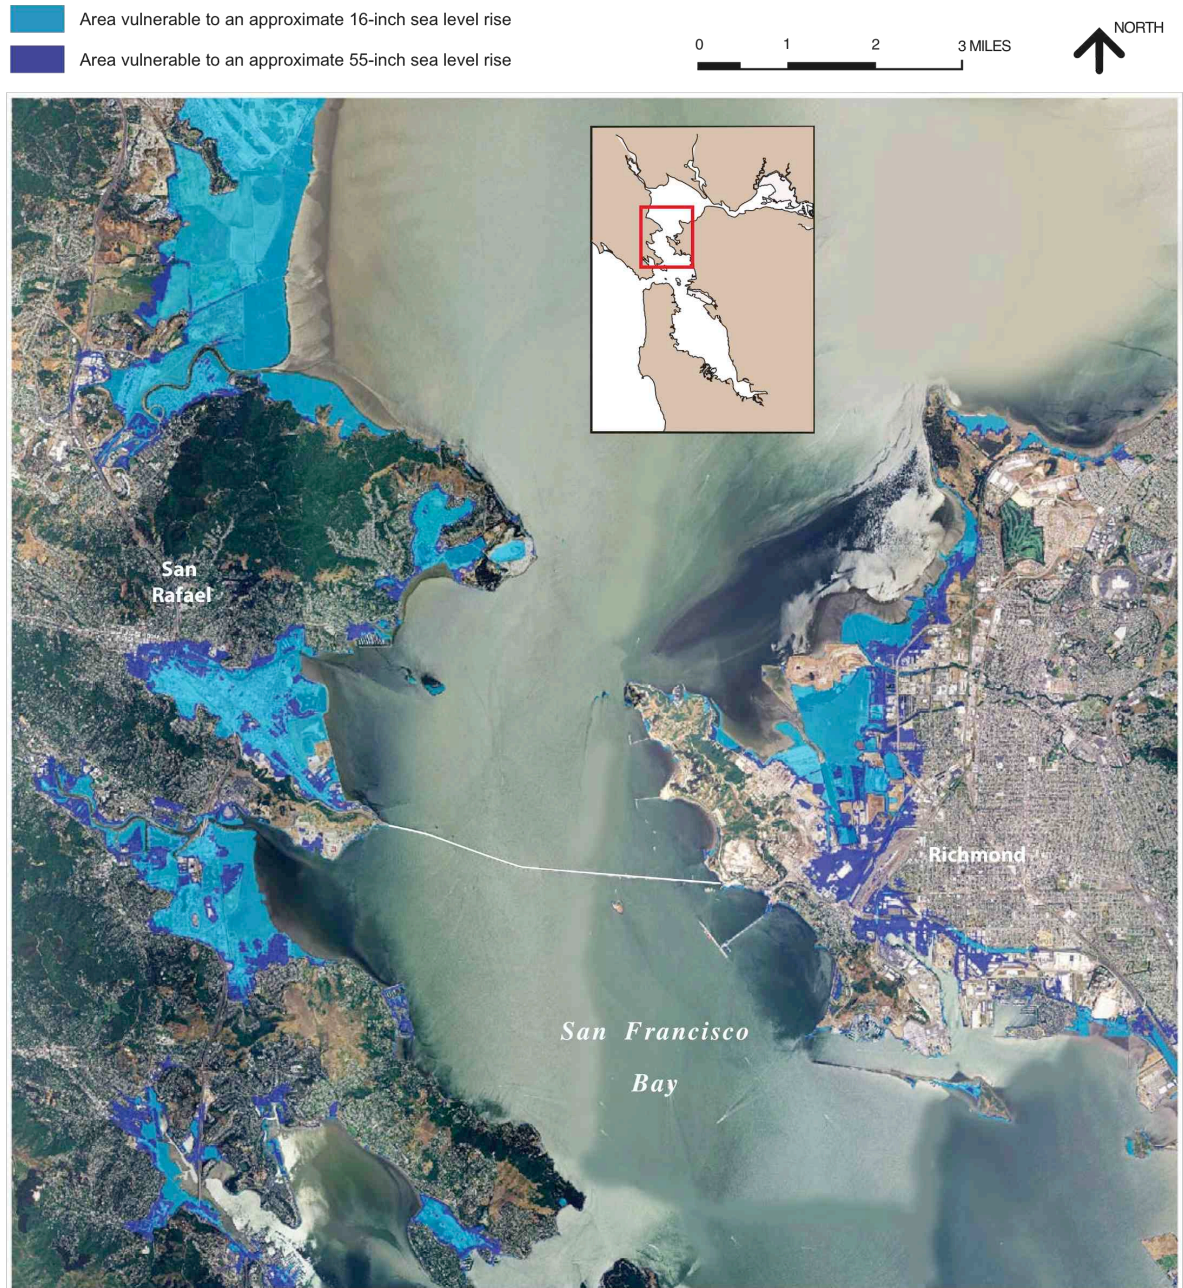 Area vulnerable to an approximate 16-inch sea level rise
Area vulnerable to an approximate 55-inch sea level rise
0 1 2 3 MILES
NORTH
San
Rafael
Richmond
San Francisco
Bay